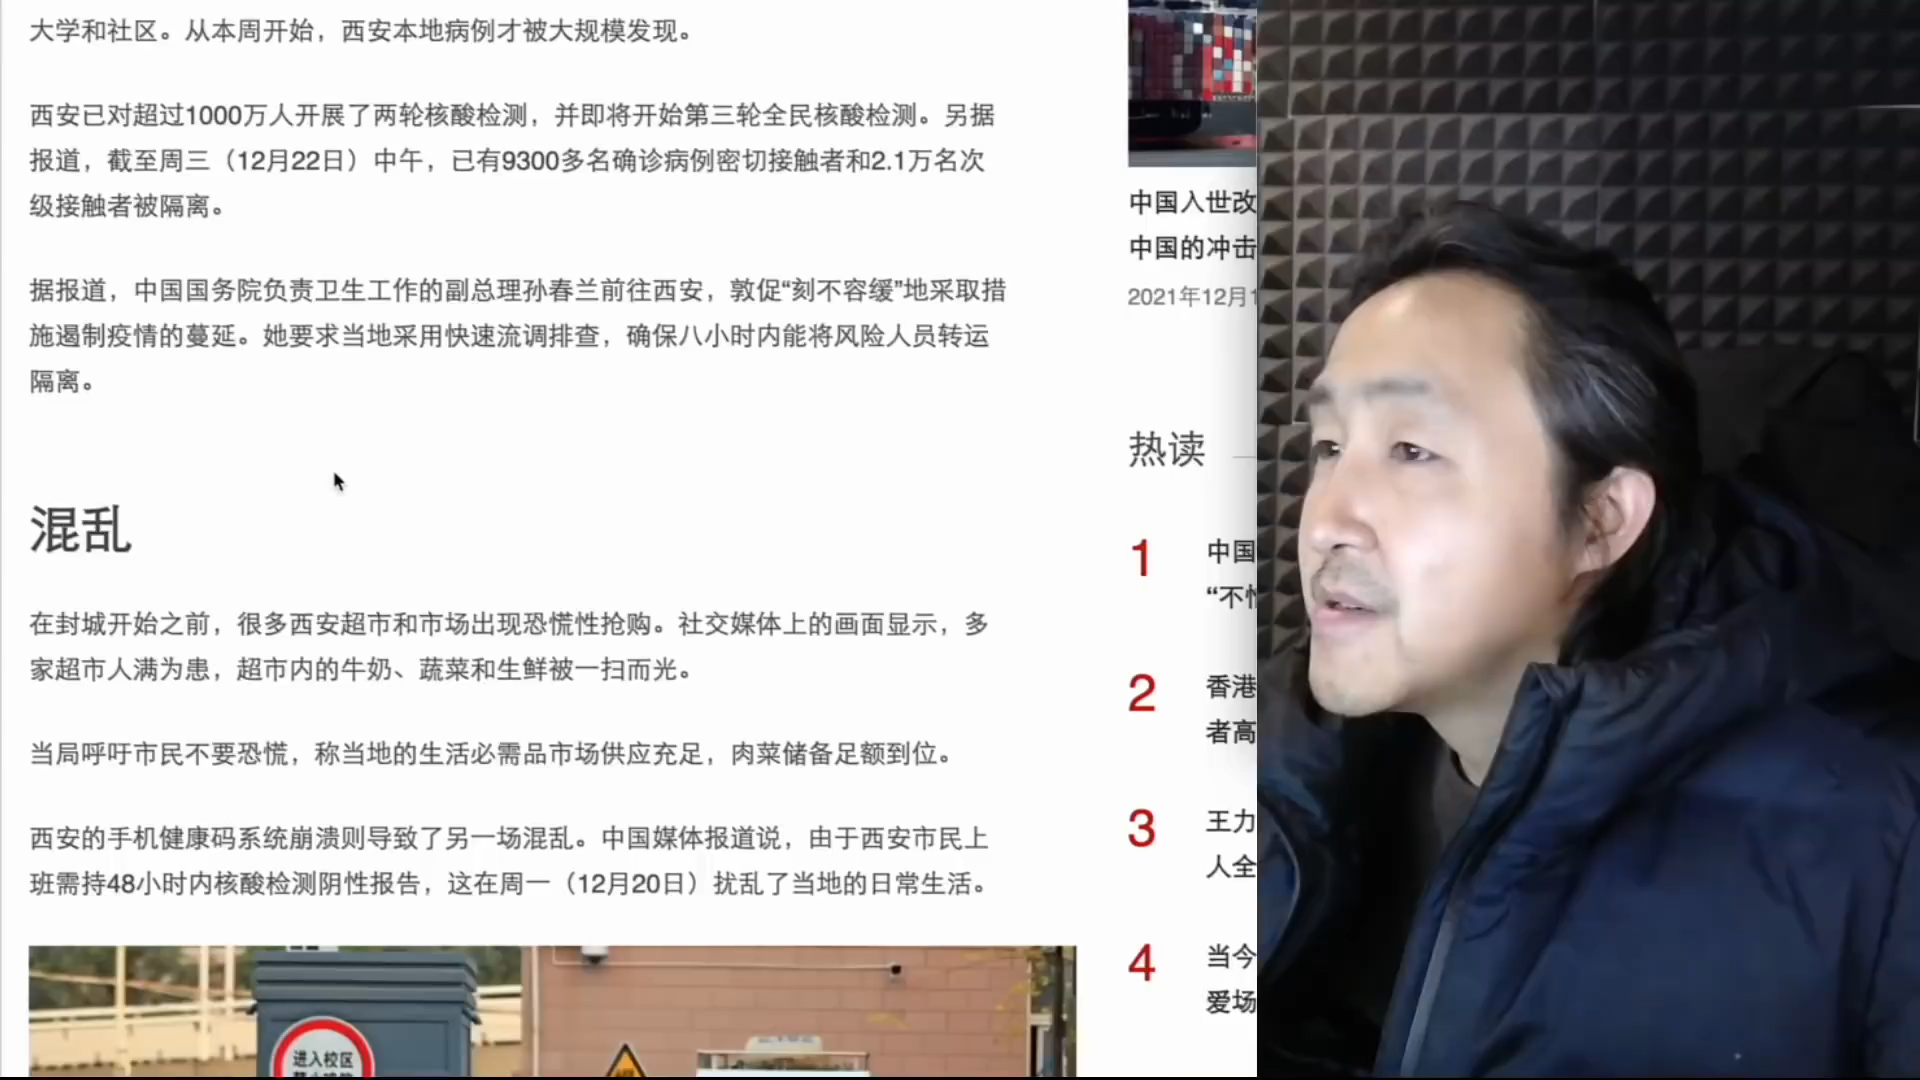 大学和社区。从本周开始，西安本地病例才被大规模发现。
西安已对超过1000万人开展了两轮核酸检测，并即将开始第三轮全民核酸检测。另据
报道，截至周三（12月22日）中午，已有9300多名确诊病例密切接触者和2.1万名次
级接触者被隔离。
据报道，中国国务院负责卫生工作的副总理孙春兰前往西安，敦促“刻不容缓”地采取措
施遏制疫情的蔓延。她要求当地采用快速流调排查，确保八小时内能将风险人员转运
隔离。
混乱
在封城开始之前，很多西安超市和市场出现恐慌性抢购。社交媒体上的画面显示，多
家超市人满为患，超市内的牛奶、蔬菜和生鲜被一扫而光。
当局呼吁市民不要恐慌，称当地的生活必需品市场供应充足，肉菜储备足额到位。
西安的手机健康码系统崩溃则导致了另一场混乱。中国媒体报道说，由于西安市民上
班需持48小时内核酸检测阴性报告，这在周一（12月20日）扰乱了当地的日常生活。
进入校区
中国入世改
中国的冲击
2021年12月1
热读
1
中国
“不
2
香港
者高
3
王力
人全
4
当今
爱场